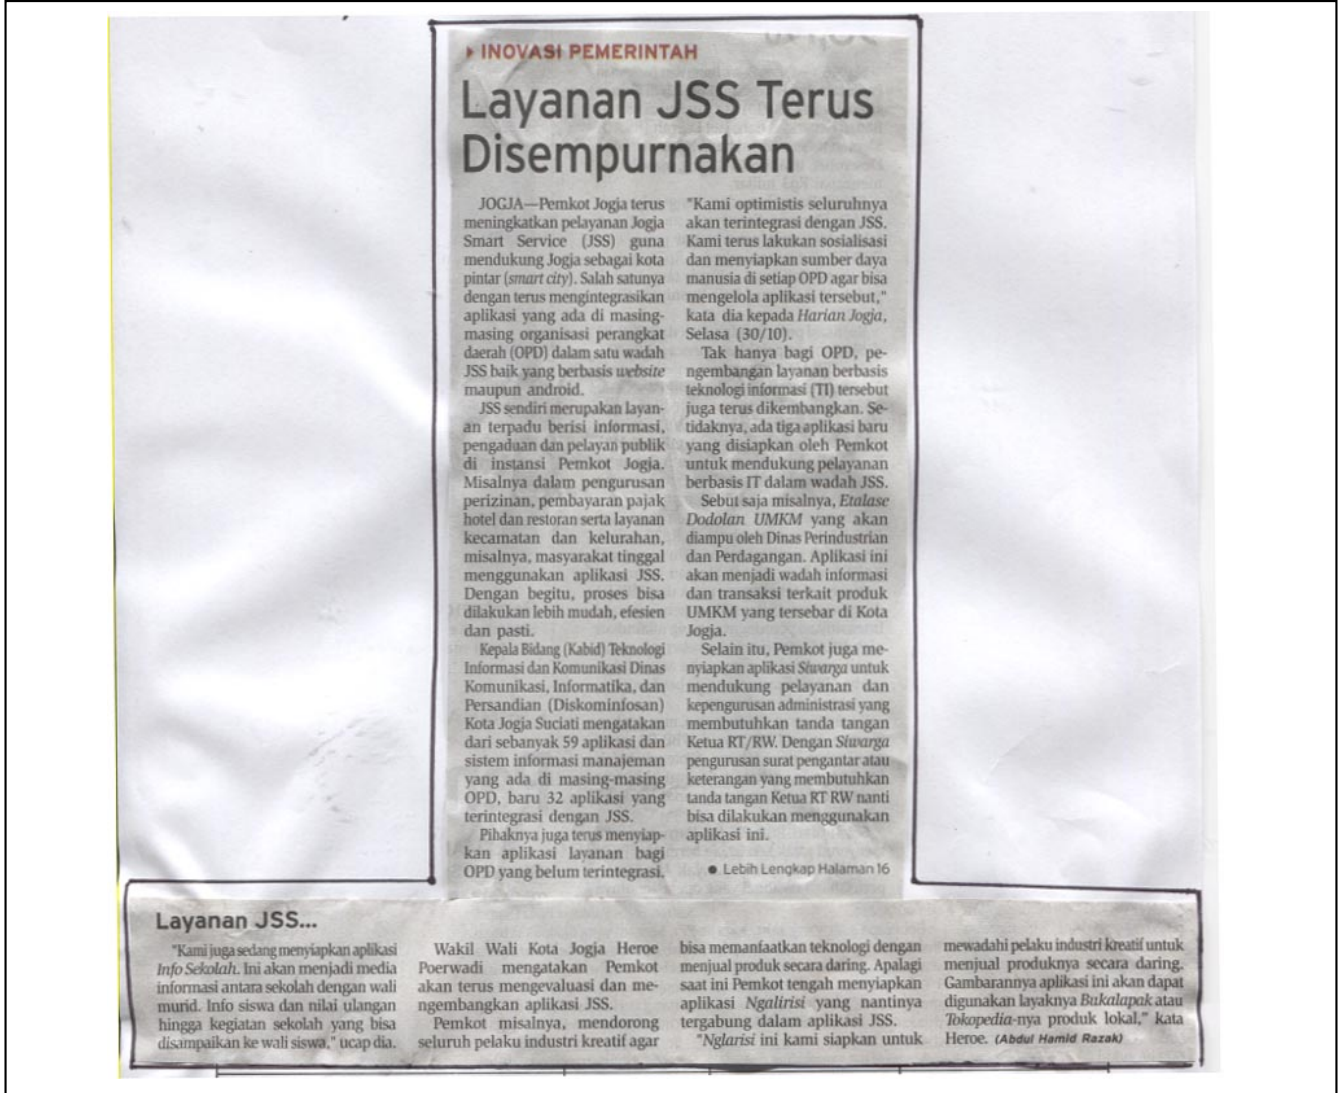 INOVASI PEMERINTAH
Layanan JSS Terus
Disempurnakan
JOGJA—Pemkot Jogja terus
meningkatkan pelayanan Jogja
Smart Service (JSS) guna
mendukung Jogja sebagai kota
pintar (smart city). Salah satunya
dengan terus mengintegrasikan
aplikasi yang ada di masing-
masing organisasi perangkat
daerah (OPD) dalam satu wadah
JSS baik yang berbasis website
maupun android.
JSS sendiri merupakan layan-
an terpadu berisi informasi,
pengaduan dan pelayan publik
di instansi Pemkot Jogja.
Misalnya dalam pengurusan
perizinan, pembayaran pajak
hotel dan restoran serta layanan
kecamatan dan kelurahan,
misalnya, masyarakat tinggal
menggunakan aplikasi JSS.
Dengan begitu, proses bisa
dilakukan lebih mudah, efesien
dan pasti.
Kepala Bidang (Kabid) Teknologi
Informasi dan Komunikasi Dinas
Komunikasi, Informatika, dan
Persandian (Diskominfosan)
Kota Jogja Suciati mengatakan
dari sebanyak 59 aplikasi dan
sistem informasi manajeman
yang ada di masing-masing
OPD, baru 32 aplikasi yang
terintegrasi dengan JSS.
Pihaknya juga terus menyiap-
kan aplikasi layanan bagi
OPD yang belum terintegrasi.
"Kami optimistis seluruhnya
akan terintegrasi dengan JSS.
Kami terus lakukan sosialisasi
dan menyiapkan sumber daya
manusia di setiap OPD agar bisa
mengelola aplikasi tersebut,"
kata dia kepada Harian Jogja,
Selasa (30/10).
Tak hanya bagi OPD, pe-
ngembangan layanan berbasis
teknologi informasi (TI) tersebut
juga terus dikembangkan. Se-
tidaknya, ada tiga aplikasi baru
yang disiapkan oleh Pemkot
untuk mendukung pelayanan
berbasis IT dalam wadah JSS.
Sebut saja misalnya, Etalase
Dodolan UMKM yang akan
diampu oleh Dinas Perindustrian
dan Perdagangan. Aplikasi ini
akan menjadi wadah informasi
dan transaksi terkait produk
UMKM yang tersebar di Kota
Jogja.
Selain itu, Pemkot juga me-
nyiapkan aplikasi Siwarga untuk
mendukung pelayanan dan
kepengurusan administrasi yang
membutuhkan tanda tangan
Ketua RT/RW. Dengan Siwarga
pengurusan surat pengantar atau
keterangan yang membutuhkan
tanda tangan Ketua RT RW nanti
bisa dilakukan menggunakan
aplikasi ini.
● Lebih Lengkap Halaman 16
Layanan JSS...
"Kami juga sedang menyiapkan aplikasi
Info Sekolah. Ini akan menjadi media
informasi antara sekolah dengan wali
murid. Info siswa dan nilai ulangan
hingga kegiatan sekolah yang bisa
disampaikan ke wali siswa," ucap dia.
Wakil Wali Kota Jogja Heroe
Poerwadi mengatakan Pemkot
akan terus mengevaluasi dan me-
ngembangkan aplikasi JSS.
Pemkot misalnya, mendorong
seluruh pelaku industri kreatif agar
bisa memanfaatkan teknologi dengan
menjual produk secara daring. Apalagi
saat ini Pemkot tengah menyiapkan
aplikasi Ngalirisi yang nantinya
tergabung dalam aplikasi JSS.
"Nglarisi ini kami siapkan untuk
mewadahi pelaku industri kreatif untuk
menjual produknya secara daring.
Gambarannya aplikasi ini akan dapat
digunakan layaknya Bukalapak atau
Tokopedia-nya produk lokal," kata
Heroe. (Abdul Hamid Razak)